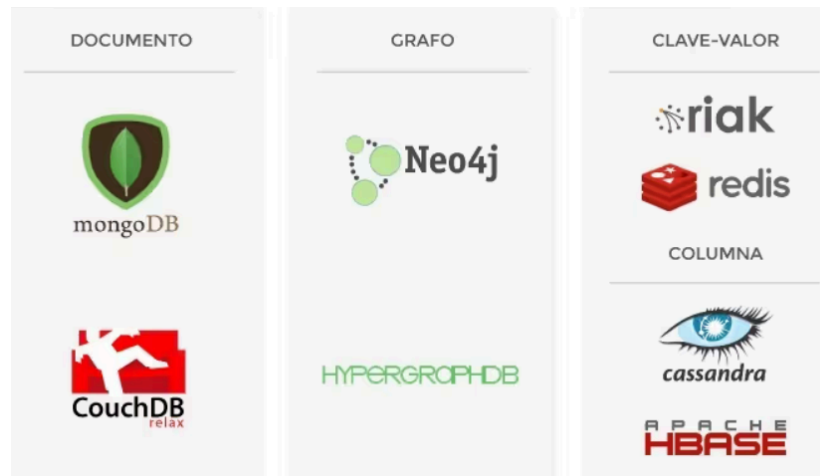 DOCUMENTO
mongoDB
CouchDB
relax
GRAFO
Neo4j
HYPERGRAPHDB
CLAVE-VALOR
riak
redis
COLUMNA
cassandra
APACHE
HBASE